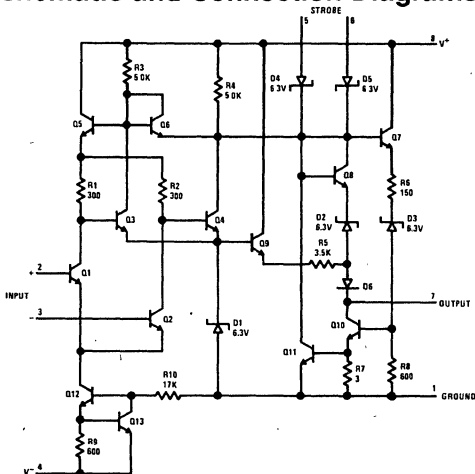 chematic and Connection Diagrams
STROBE
5 6
8 V+
R3
5.0K
R4
5.0K
D4
6.3V
D5
6.3V
Q5
Q6
Q7
R1
300
R2
300
Q8
R6
150
Q3
Q4
Q9
D2
6.3V
D3
6.3V
R5
3.5K
+ 2
Q1
D6
7 OUTPUT
INPUT
- 3
Q2
D1
6.3V
Q10
Q11
R7
3
R8
600
R10
17K
Q12
1 GROUND
Q13
R9
600
V- 4